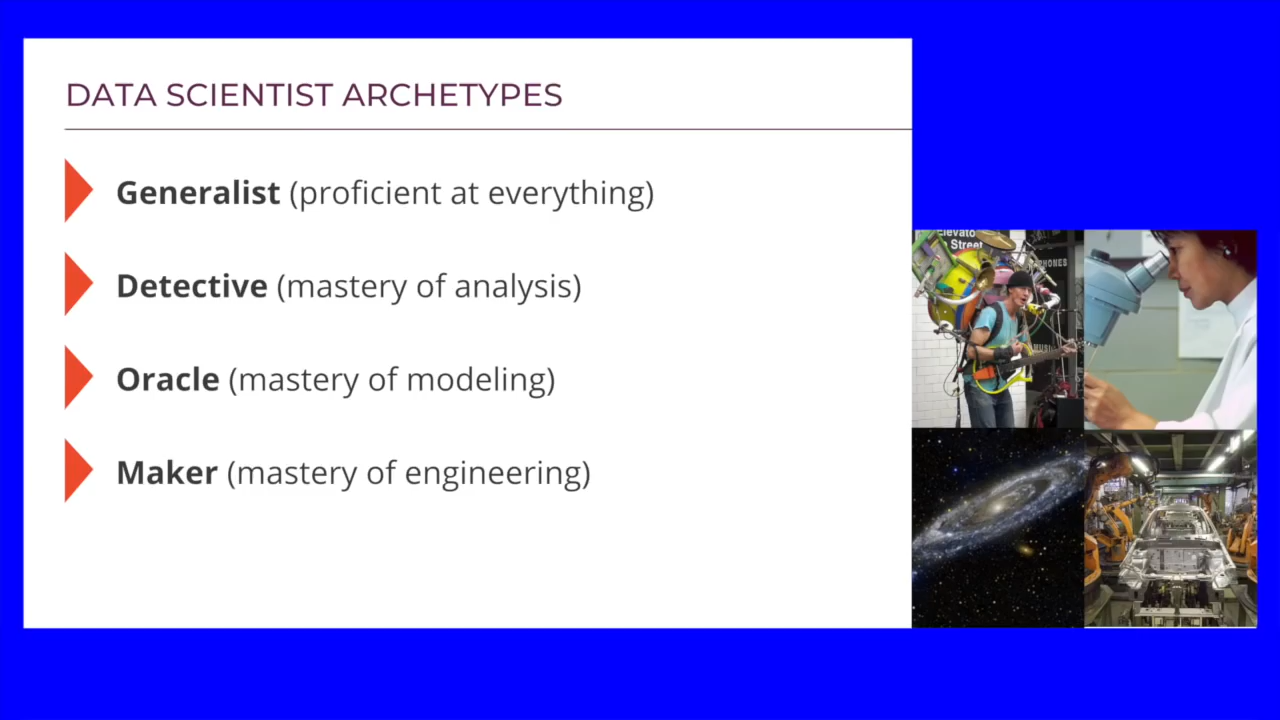 DATA SCIENTIST ARCHETYPES
Generalist (proficient at everything)
Detective (mastery of analysis)
Oracle (mastery of modeling)
Maker (mastery of engineering)
Street